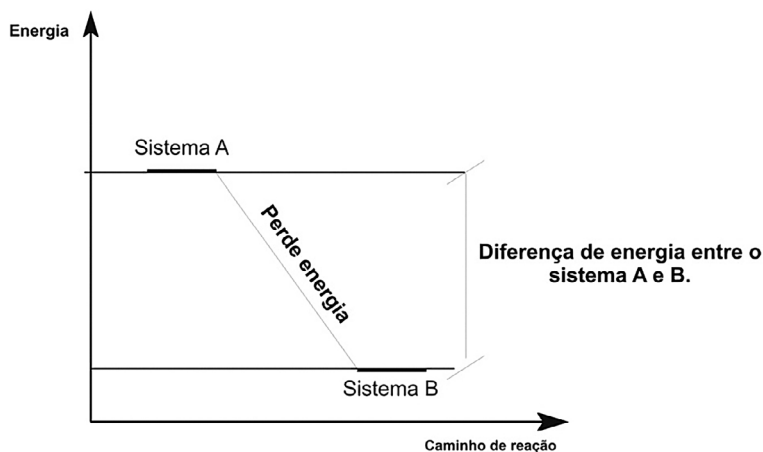 Energia
Sistema A
Perde energia
Diferença de energia entre o
sistema A e B.
Sistema B
Caminho de reação